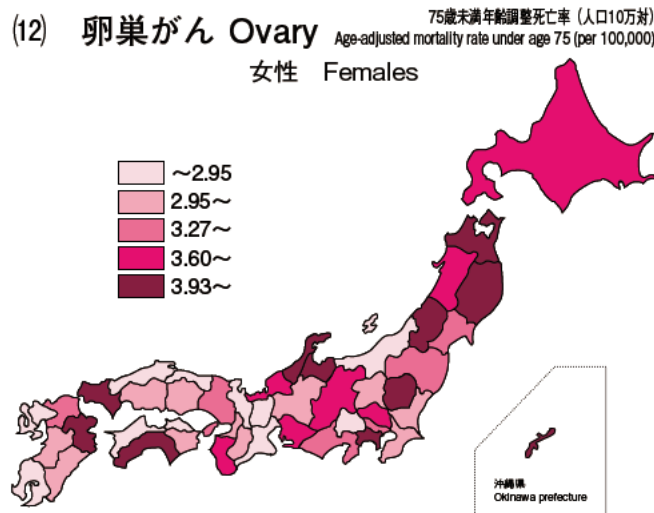 (12) 卵巣がん Ovary
75歳未満年齢調整死亡率（人口10万対）
Age-adjusted mortality rate under age 75 (per 100,000)
女性 Females
～2.95
2.95～
3.27～
3.60～
3.93～
沖縄県
Okinawa prefecture